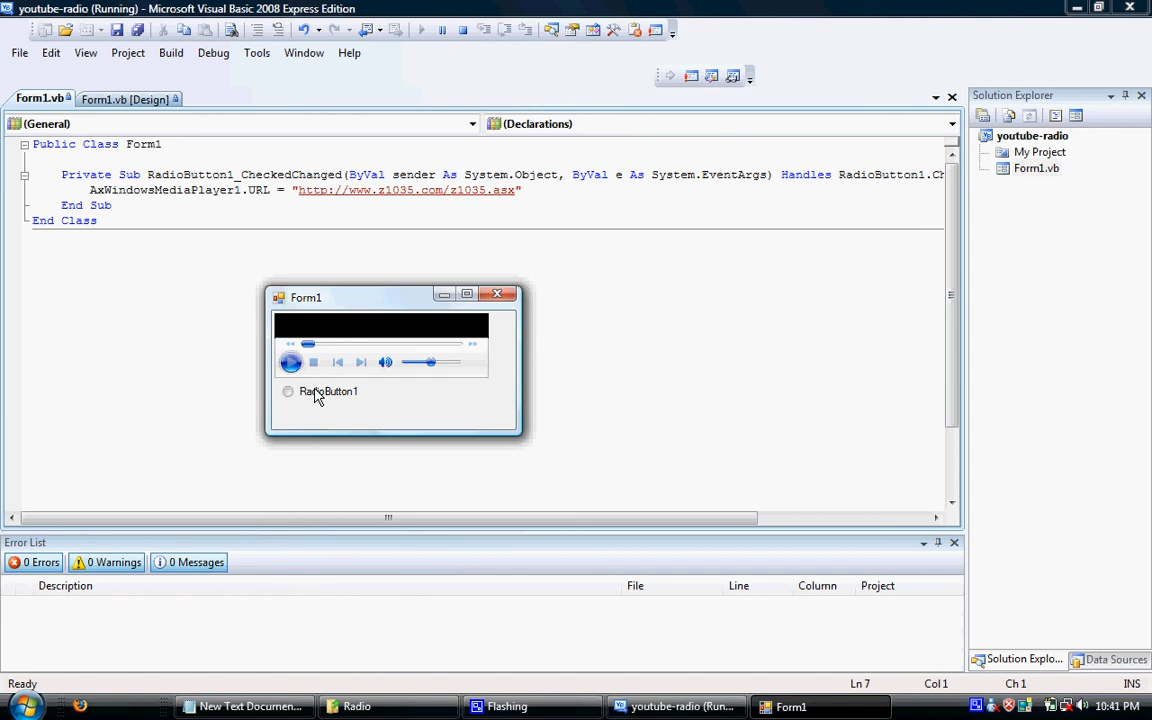 youtube-radio (Running) - Microsoft Visual Basic 2008 Express Edition
File Edit View Project Build Debug Tools Window Help
Form1.vb Form1.vb [Design]
Solution Explorer
(General) (Declarations)
youtube-radio
My Project
Form1.vb
Public Class Form1
Private Sub RadioButton1_CheckedChanged(ByVal sender As System.Object, ByVal e As System.EventArgs) Handles RadioButton1.Ch
AxWindowsMediaPlayer1.URL = "http://www.z1035.com/z1035.asx"
End Sub
End Class
Form1
RadioButton1
Error List
0 Errors 0 Warnings 0 Messages
Description File Line Column Project
Solution Explo... Data Sources
Ready Ln 7 Col 1 Ch 1 INS
New Text Documen... Radio Flashing youtube-radio (Run... Form1 10:41 PM